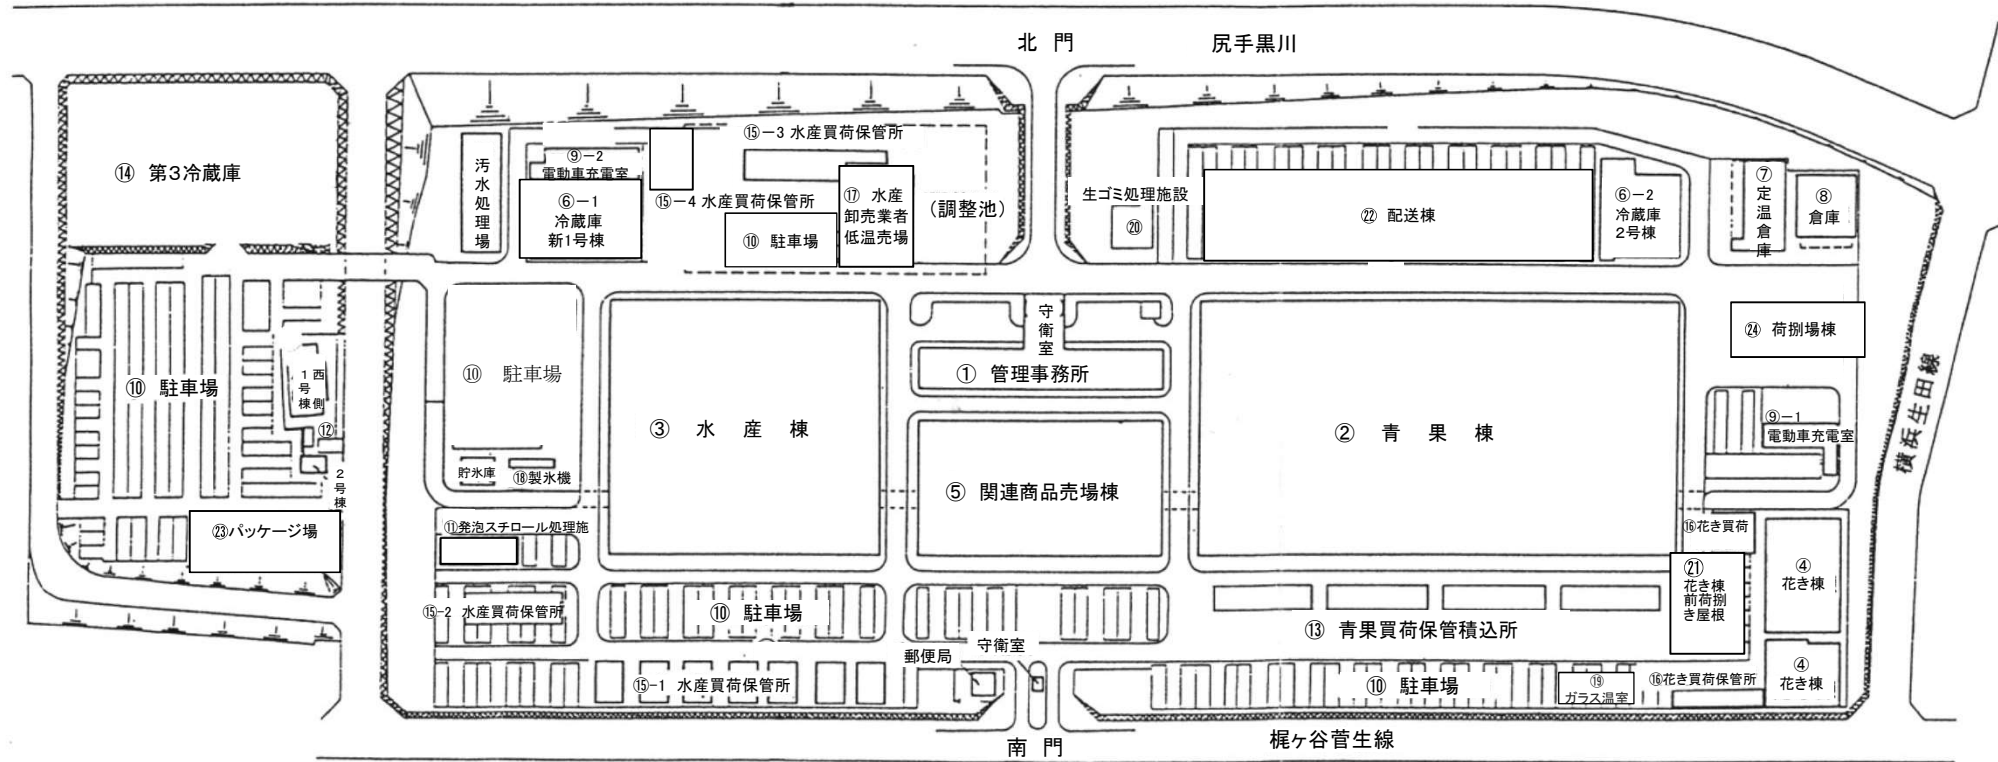 北 門
尻手黒川
⑭ 第3冷蔵庫
汚水処理場
⑨－2
電動車充電室
⑥－1
冷蔵庫
新1号棟
⑮－3 水産買荷保管所
⑮－4 水産買荷保管所
⑩ 駐車場
⑰ 水産
卸売業者
低温売場
（調整池）
生ゴミ処理施設
⑳
㉒ 配送棟
⑥－2
冷蔵庫
2号棟
⑦定温倉庫
⑧
倉庫
⑩ 駐車場
西側
1号棟
⑫
2号棟
㉓パッケージ場
⑩ 駐車場
貯氷庫
⑱製氷機
③ 水 産 棟
守衛室
① 管理事務所
⑤ 関連商品売場棟
② 青 果 棟
㉔ 荷捌場棟
⑨－1
電動車充電室
横浜生田線
⑪発泡スチロール処理施
⑯花き買荷
㉑
花き棟
前荷捌
き屋根
④
花き棟
⑮-2 水産買荷保管所
⑩ 駐車場
⑬ 青果買荷保管積込所
郵便局
守衛室
⑮-1 水産買荷保管所
⑩ 駐車場
⑲
ガラス温室
⑯花き買荷保管所
④
花き棟
南 門
梶ヶ谷菅生線